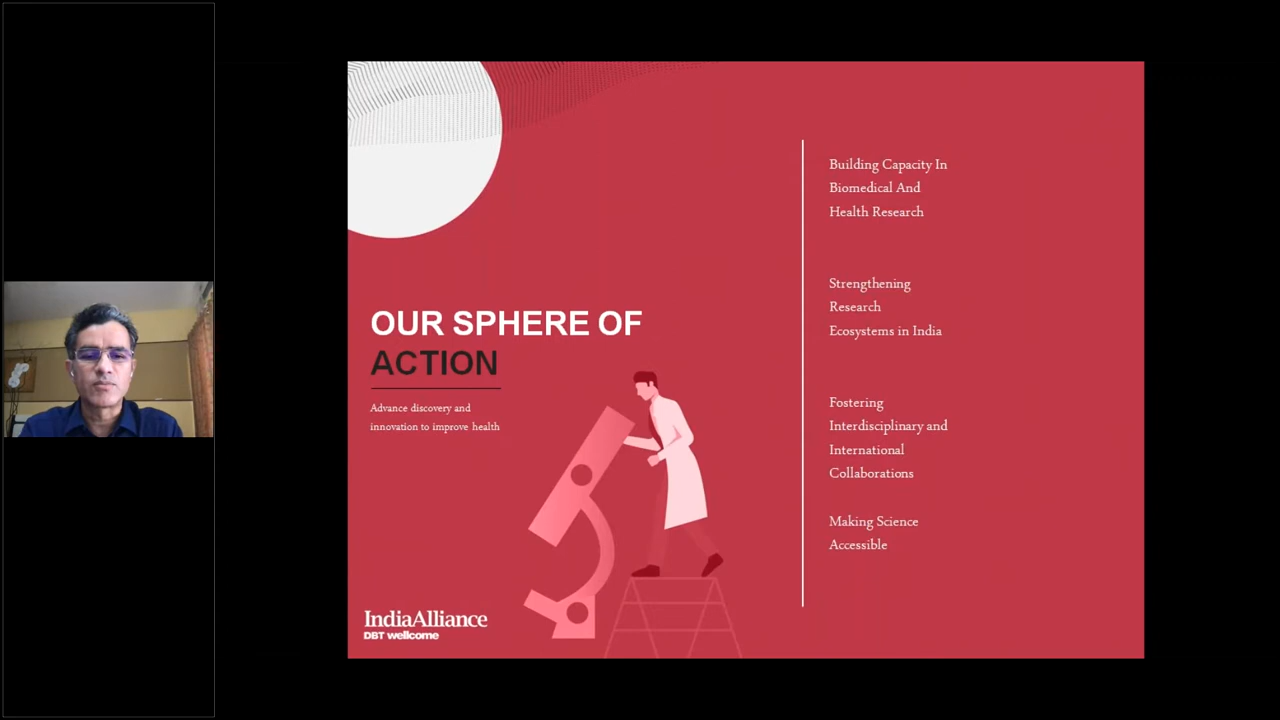 OUR SPHERE OF
ACTION
Advance discovery and
innovation to improve health
IndiaAlliance
DBT wellcome
Building Capacity In
Biomedical And
Health Research
Strengthening
Research
Ecosystems in India
Fostering
Interdisciplinary and
International
Collaborations
Making Science
Accessible